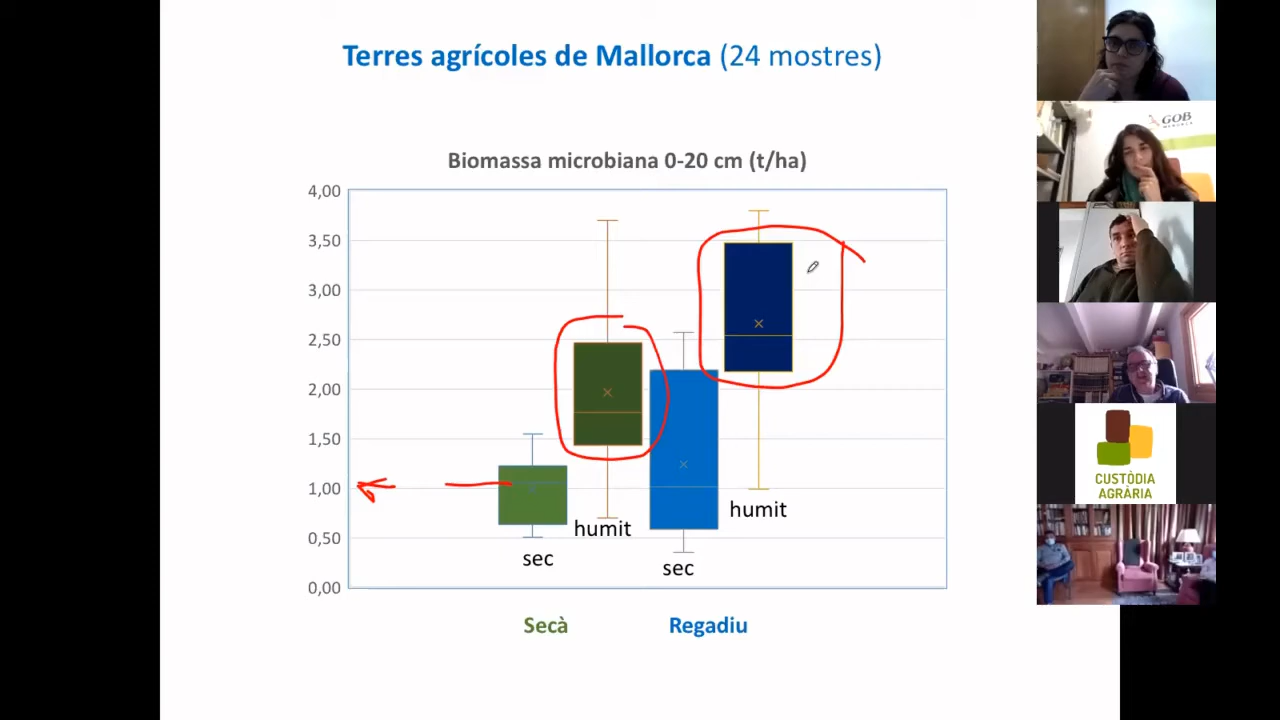 Terres agrícoles de Mallorca (24 mostres)
Biomassa microbiana 0-20 cm (t/ha)
4,00
3,50
3,00
2,50
2,00
1,50
1,00
0,50
0,00
humit
humit
sec
sec
Secà
Regadiu
GOB
MENORCA
CUSTÒDIA
AGRÀRIA